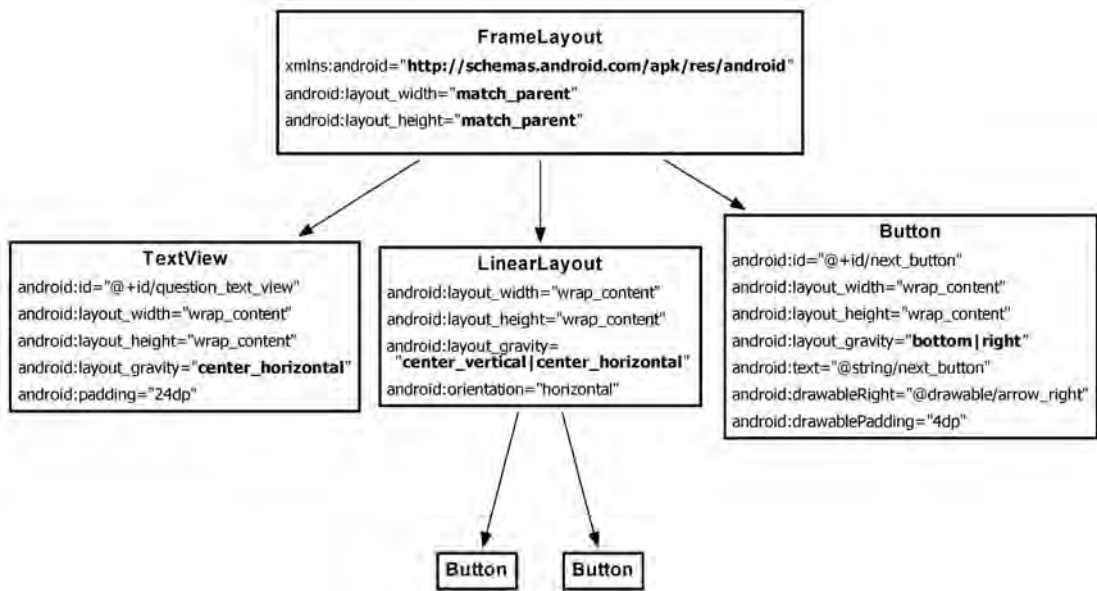 FrameLayout
xmlns:android="http://schemas.android.com/apk/res/android"
android:layout_width="match_parent"
android:layout_height="match_parent"
TextView
android:id="@+id/question_text_view"
android:layout_width="wrap_content"
android:layout_height="wrap_content"
android:layout_gravity="center_horizontal"
android:padding="24dp"
LinearLayout
android:layout_width="wrap_content"
android:layout_height="wrap_content"
android:layout_gravity=
"center_vertical|center_horizontal"
android:orientation="horizontal"
Button
android:id="@+id/next_button"
android:layout_width="wrap_content"
android:layout_height="wrap_content"
android:layout_gravity="bottom|right"
android:text="@string/next_button"
android:drawableRight="@drawable/arrow_right"
android:drawablePadding="4dp"
Button
Button